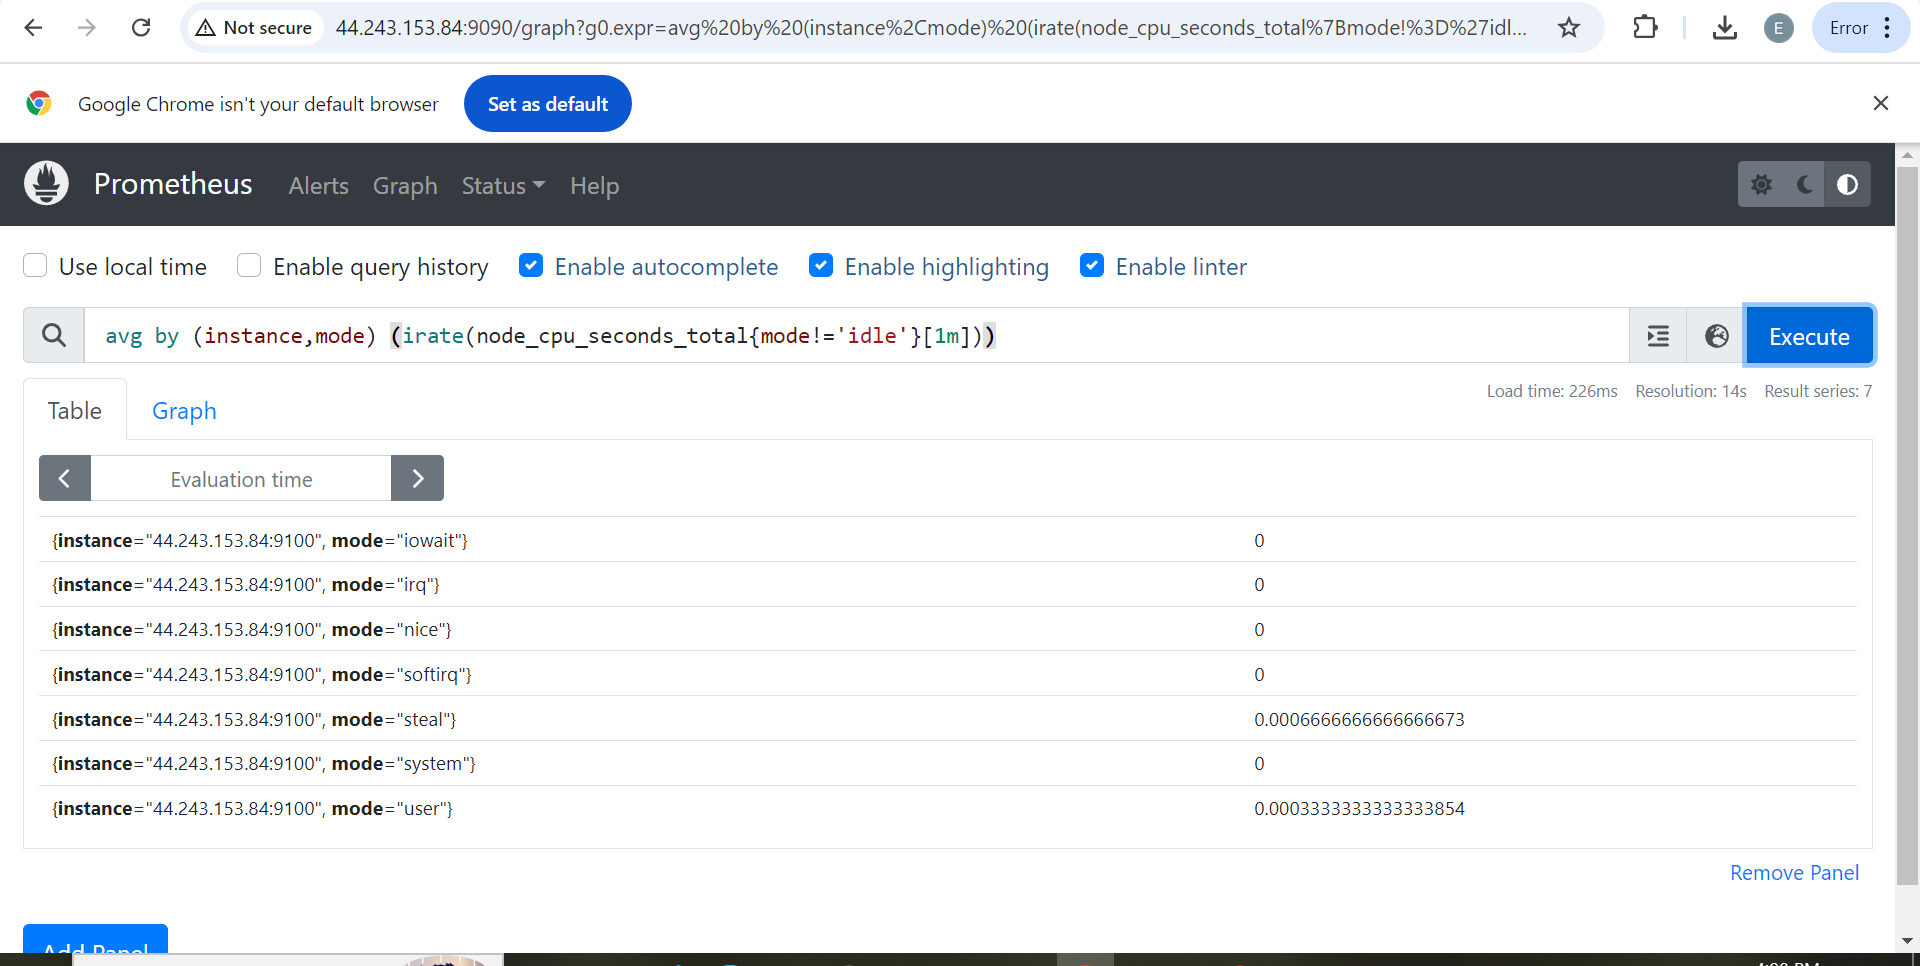 Not secure 44.243.153.84:9090/graph?g0.expr=avg%20by%20(instance%2Cmode)%20(irate(node_cpu_seconds_total%7Bmode!%3D%27idl... E Error
Google Chrome isn't your default browser Set as default
Prometheus Alerts Graph Status Help
Use local time Enable query history Enable autocomplete Enable highlighting Enable linter
avg by (instance,mode) (irate(node_cpu_seconds_total{mode!='idle'}[1m])) Execute
Load time: 226ms Resolution: 14s Result series: 7
Table Graph
Evaluation time
{instance="44.243.153.84:9100", mode="iowait"} 0
{instance="44.243.153.84:9100", mode="irq"} 0
{instance="44.243.153.84:9100", mode="nice"} 0
{instance="44.243.153.84:9100", mode="softirq"} 0
{instance="44.243.153.84:9100", mode="steal"} 0.0006666666666666673
{instance="44.243.153.84:9100", mode="system"} 0
{instance="44.243.153.84:9100", mode="user"} 0.0003333333333333854
Remove Panel
Add Panel